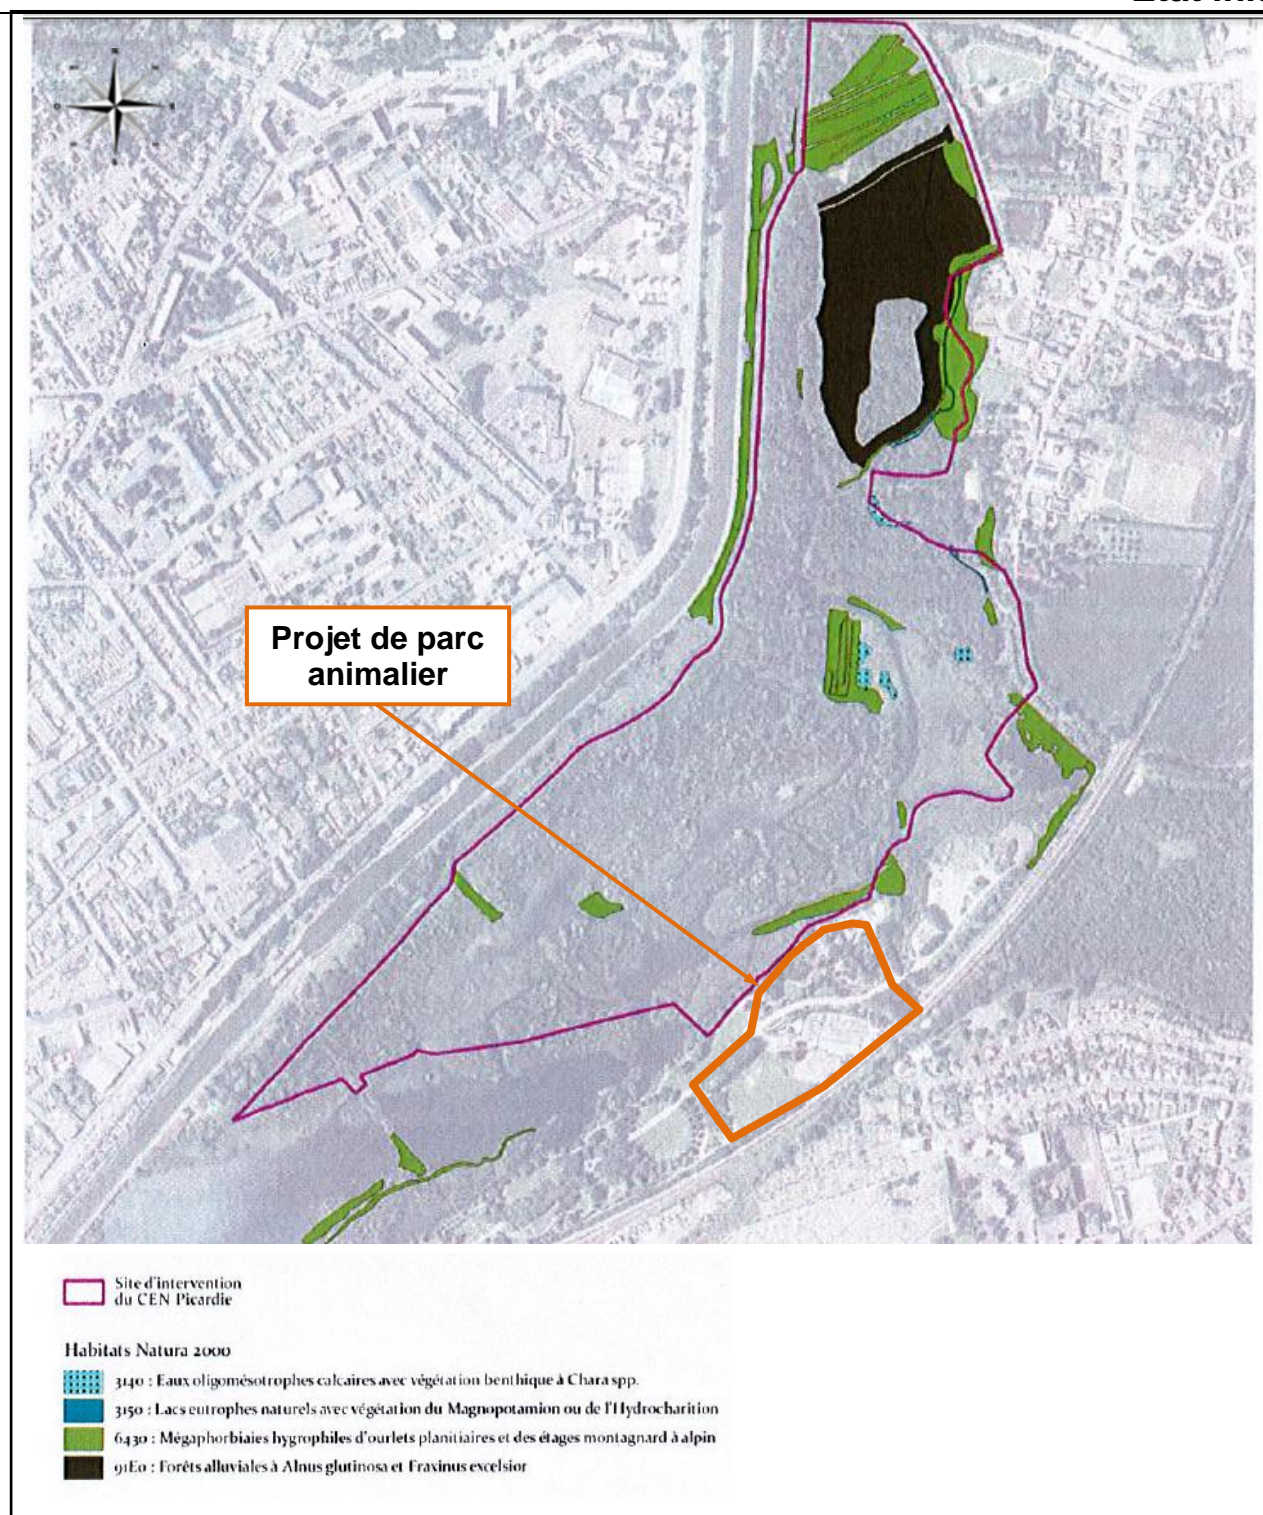 Projet de parc
animalier
Site d'intervention
du CEN Picardie
Habitats Natura 2000
3140 : Eaux oligomésotrophes calcaires avec végétation benthique à Chara spp.
3150 : Lacs eutrophes naturels avec végétation du Magnopotamion ou de l'Hydrocharition
6430 : Mégaphorbiaies hygrophiles d'ourlets planitiaires et des étages montagnard à alpin
91E0 : Forêts alluviales à Alnus glutinosa et Fraxinus excelsior